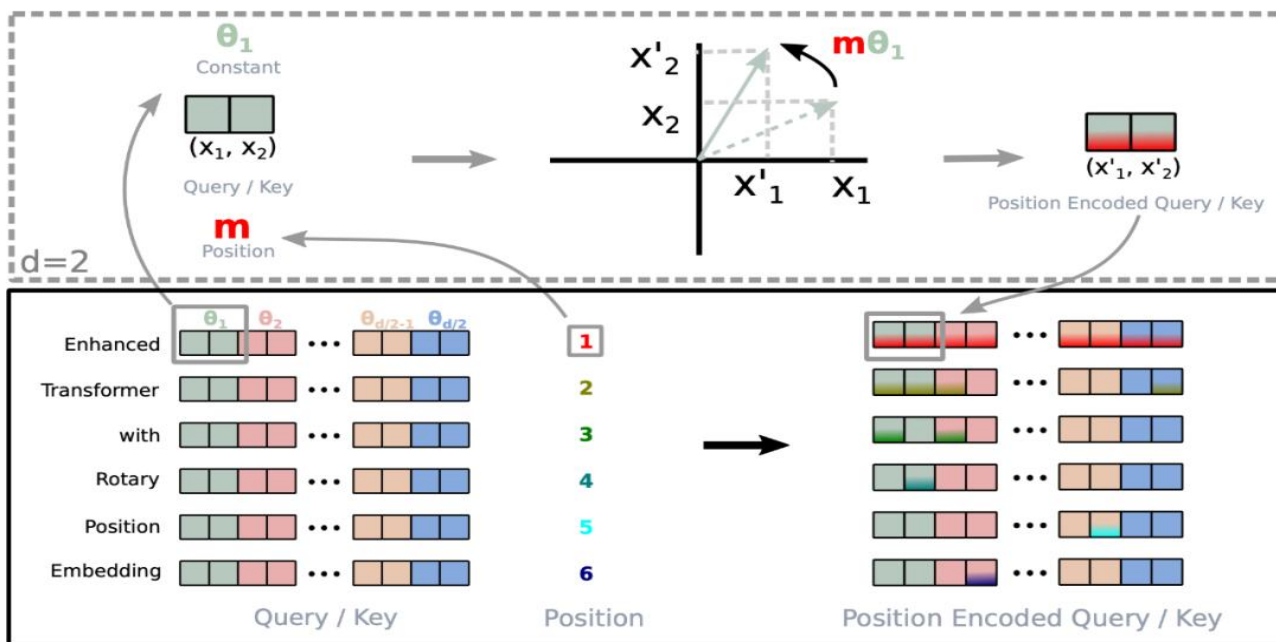 θ₁
Constant
(x₁, x₂)
Query / Key
m
Position
d=2
x'₂
x₂
x'₁
x₁
mθ₁
(x'₁, x'₂)
Position Encoded Query / Key
θ₁ θ₂ θd/2-1 θd/2
Enhanced ••• 1 •••
Transformer ••• 2 •••
with ••• 3 •••
Rotary ••• 4 •••
Position ••• 5 •••
Embedding ••• 6 •••
Query / Key Position Position Encoded Query / Key